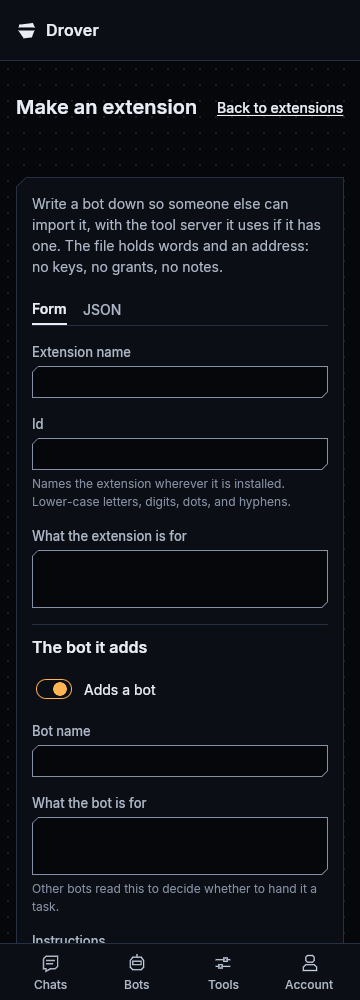 Drover
Make an extension
Back to extensions
Write a bot down so someone else can
import it, with the tool server it uses if it has
one. The file holds words and an address:
no keys, no grants, no notes.
Form
JSON
Extension name
Id
Names the extension wherever it is installed.
Lower-case letters, digits, dots, and hyphens.
What the extension is for
The bot it adds
Adds a bot
Bot name
What the bot is for
Other bots read this to decide whether to hand it a
task.
Instructions
Chats
Bots
Tools
Account